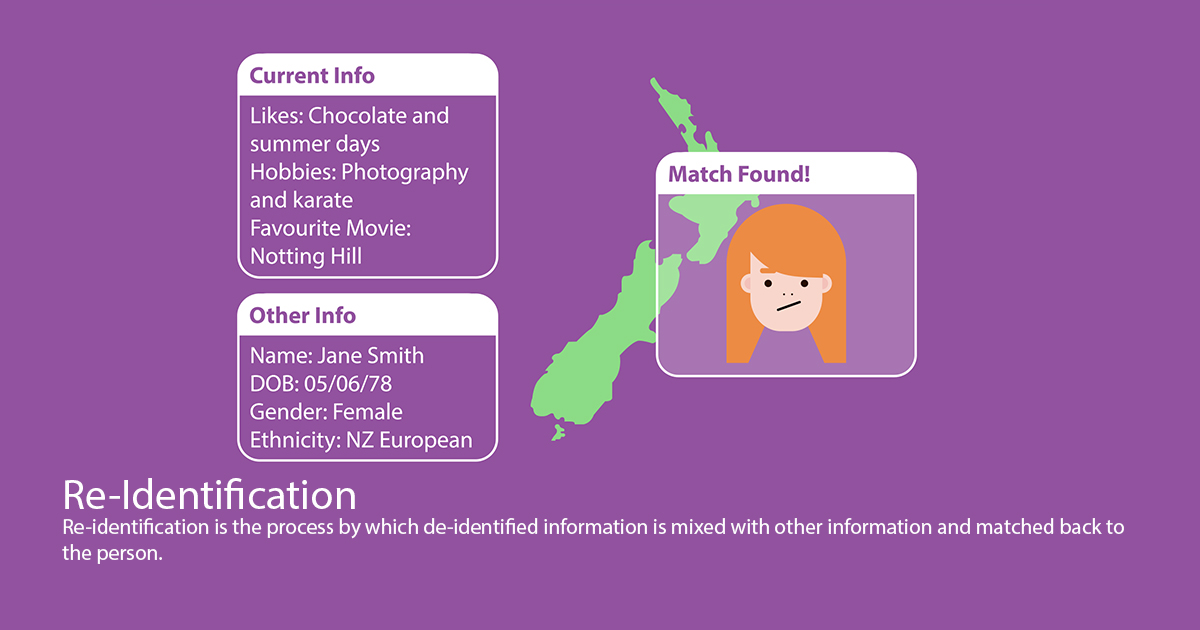 Current Info
Likes: Chocolate and
summer days
Hobbies: Photography
and karate
Favourite Movie:
Notting Hill
Other Info
Name: Jane Smith
DOB: 05/06/78
Gender: Female
Ethnicity: NZ European
Match Found!
Re-Identification
Re-identification is the process by which de-identified information is mixed with other information and matched back to
the person.